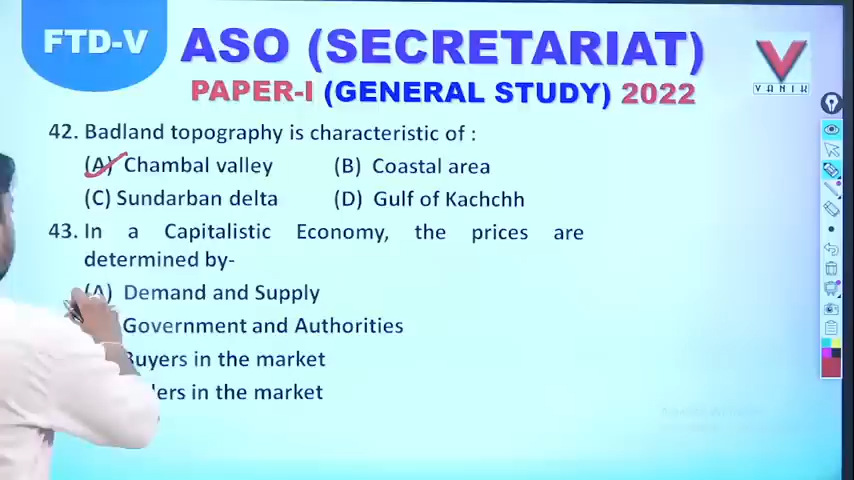 FTD-V
ASO (SECRETARIAT)
PAPER-I (GENERAL STUDY) 2022
VANIK
42. Badland topography is characteristic of :
(A) Chambal valley (B) Coastal area
(C) Sundarban delta (D) Gulf of Kachchh
43. In a Capitalistic Economy, the prices are
determined by-
(A) Demand and Supply
Government and Authorities
Buyers in the market
in the market